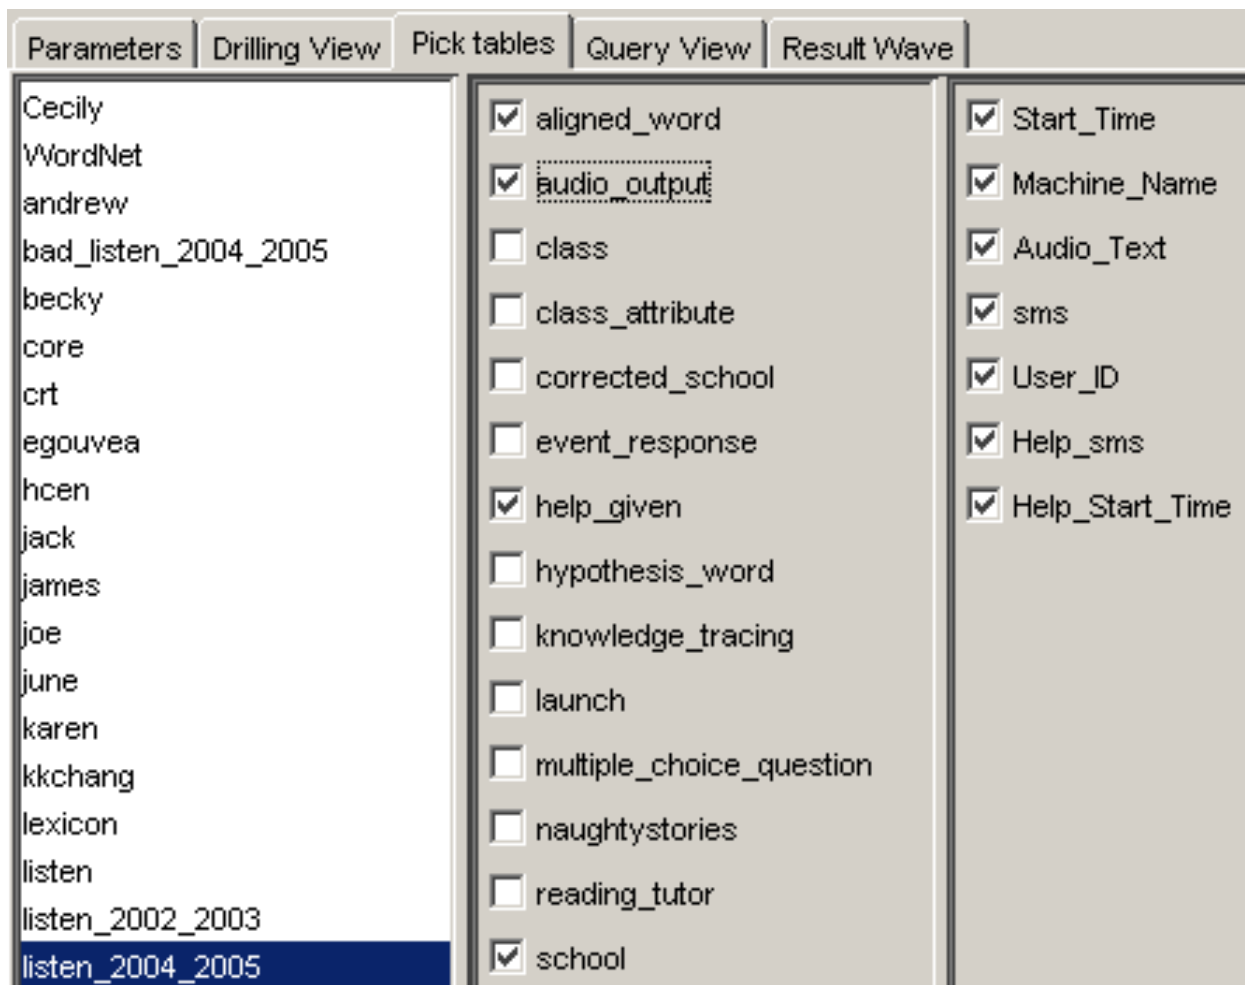 Parameters Drilling View Pick tables Query View Result Wave
Cecily
WordNet
andrew
bad_listen_2004_2005
becky
core
crt
egouvea
hcen
jack
james
joe
june
karen
kkchang
lexicon
listen
listen_2002_2003
listen_2004_2005
aligned_word
audio_output
class
class_attribute
corrected_school
event_response
help_given
hypothesis_word
knowledge_tracing
launch
multiple_choice_question
naughtystories
reading_tutor
school
Start_Time
Machine_Name
Audio_Text
sms
User_ID
Help_sms
Help_Start_Time